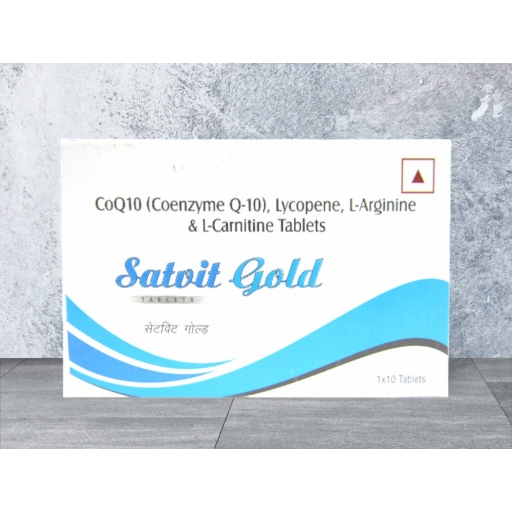 CoQ10 (Coenzyme Q-10), Lycopene, L-Arginine
& L-Carnitine Tablets
Satvit Gold
TABLETS
सेटविट गोल्ड
1x10 Tablets